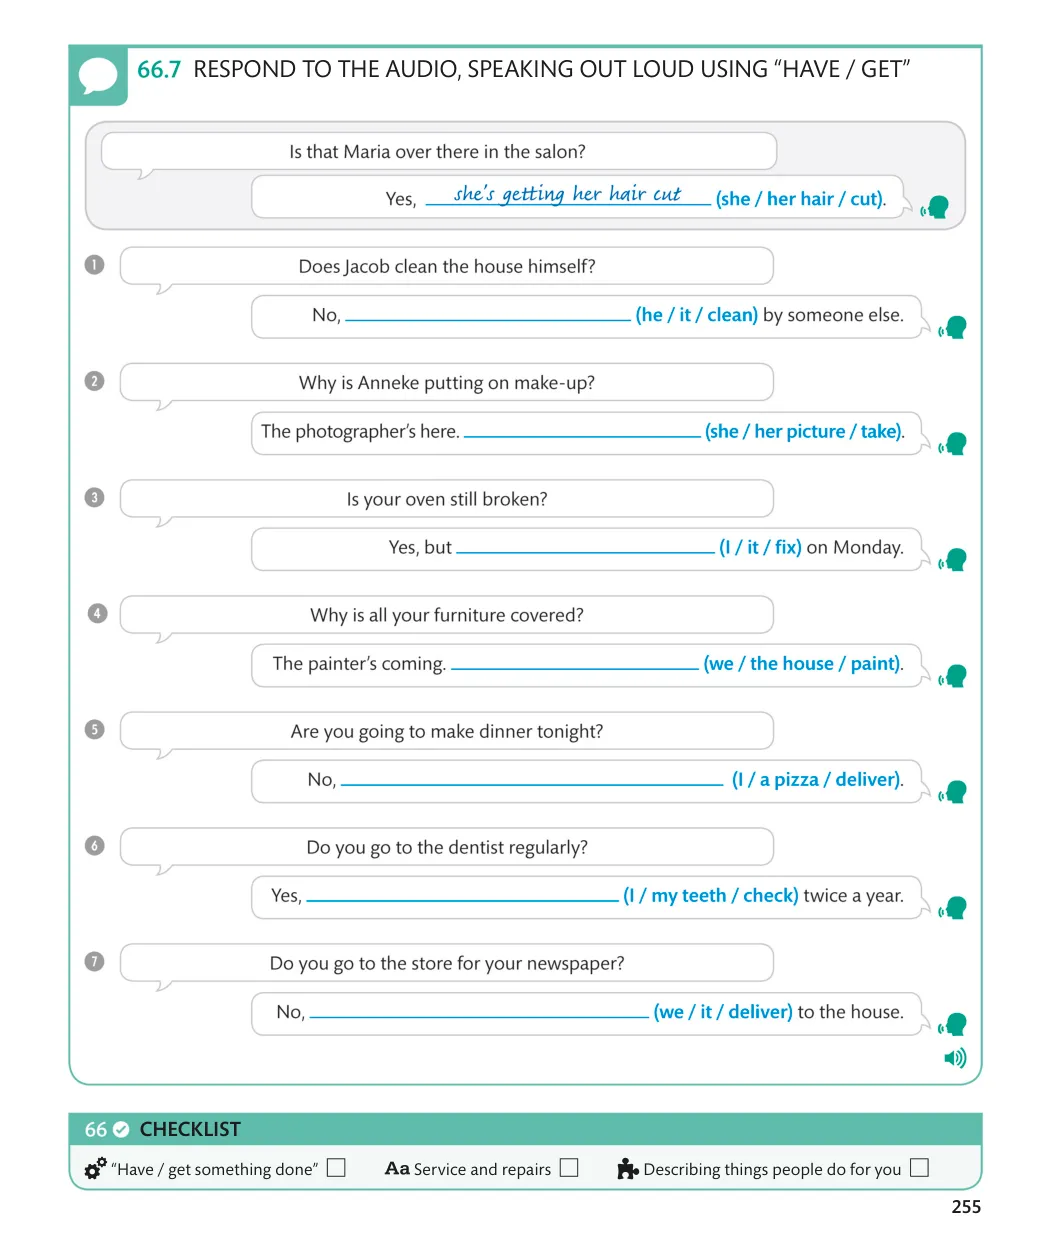 66.7 RESPOND TO THE AUDIO, SPEAKING OUT LOUD USING “HAVE / GET”
Is that Maria over there in the salon?
Yes, she's getting her hair cut (she / her hair / cut).
1 Does Jacob clean the house himself?
No, ______ (he / it / clean) by someone else.
2 Why is Anneke putting on make-up?
The photographer’s here. ______ (she / her picture / take).
3 Is your oven still broken?
Yes, but ______ (I / it / fix) on Monday.
4 Why is all your furniture covered?
The painter’s coming. ______ (we / the house / paint).
5 Are you going to make dinner tonight?
No, ______ (I / a pizza / deliver).
6 Do you go to the dentist regularly?
Yes, ______ (I / my teeth / check) twice a year.
7 Do you go to the store for your newspaper?
No, ______ (we / it / deliver) to the house.
66 CHECKLIST
“Have / get something done” Aa Service and repairs Describing things people do for you
255